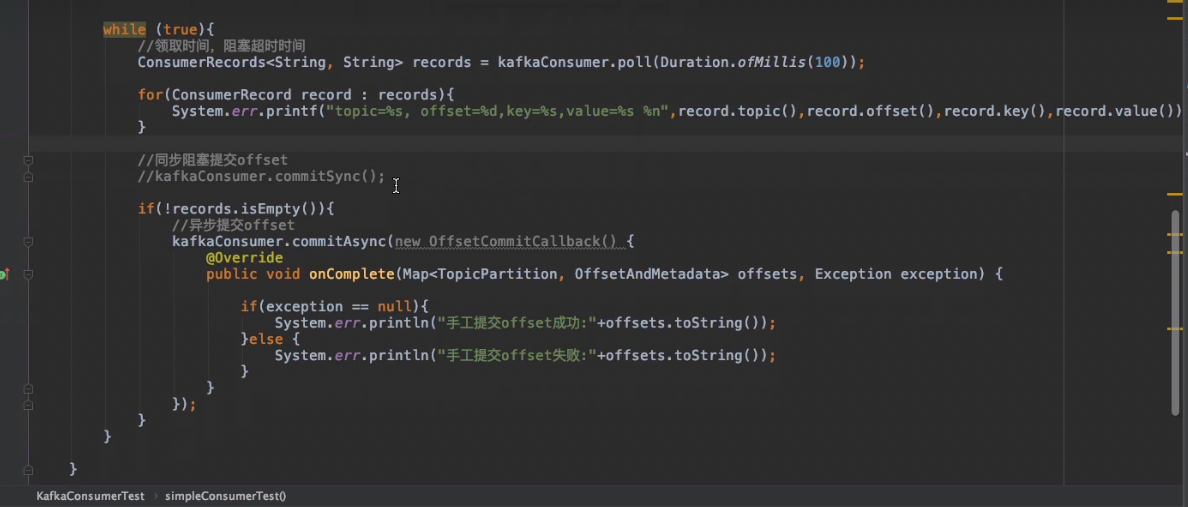 while (true){
//领取时间，阻塞超时时间
ConsumerRecords<String, String> records = kafkaConsumer.poll(Duration.ofMillis(100));
for(ConsumerRecord record : records){
System.err.printf("topic=%s, offset=%d,key=%s,value=%s %n",record.topic(),record.offset(),record.key(),record.value())
}
//同步阻塞提交offset
//kafkaConsumer.commitSync();
if(!records.isEmpty()){
//异步提交offset
kafkaConsumer.commitAsync(new OffsetCommitCallback() {
@Override
public void onComplete(Map<TopicPartition, OffsetAndMetadata> offsets, Exception exception) {
if(exception == null){
System.err.println("手工提交offset成功:"+offsets.toString());
}else {
System.err.println("手工提交offset失败:"+offsets.toString());
}
}
});
}
}
}
KafkaConsumerTest › simpleConsumerTest()